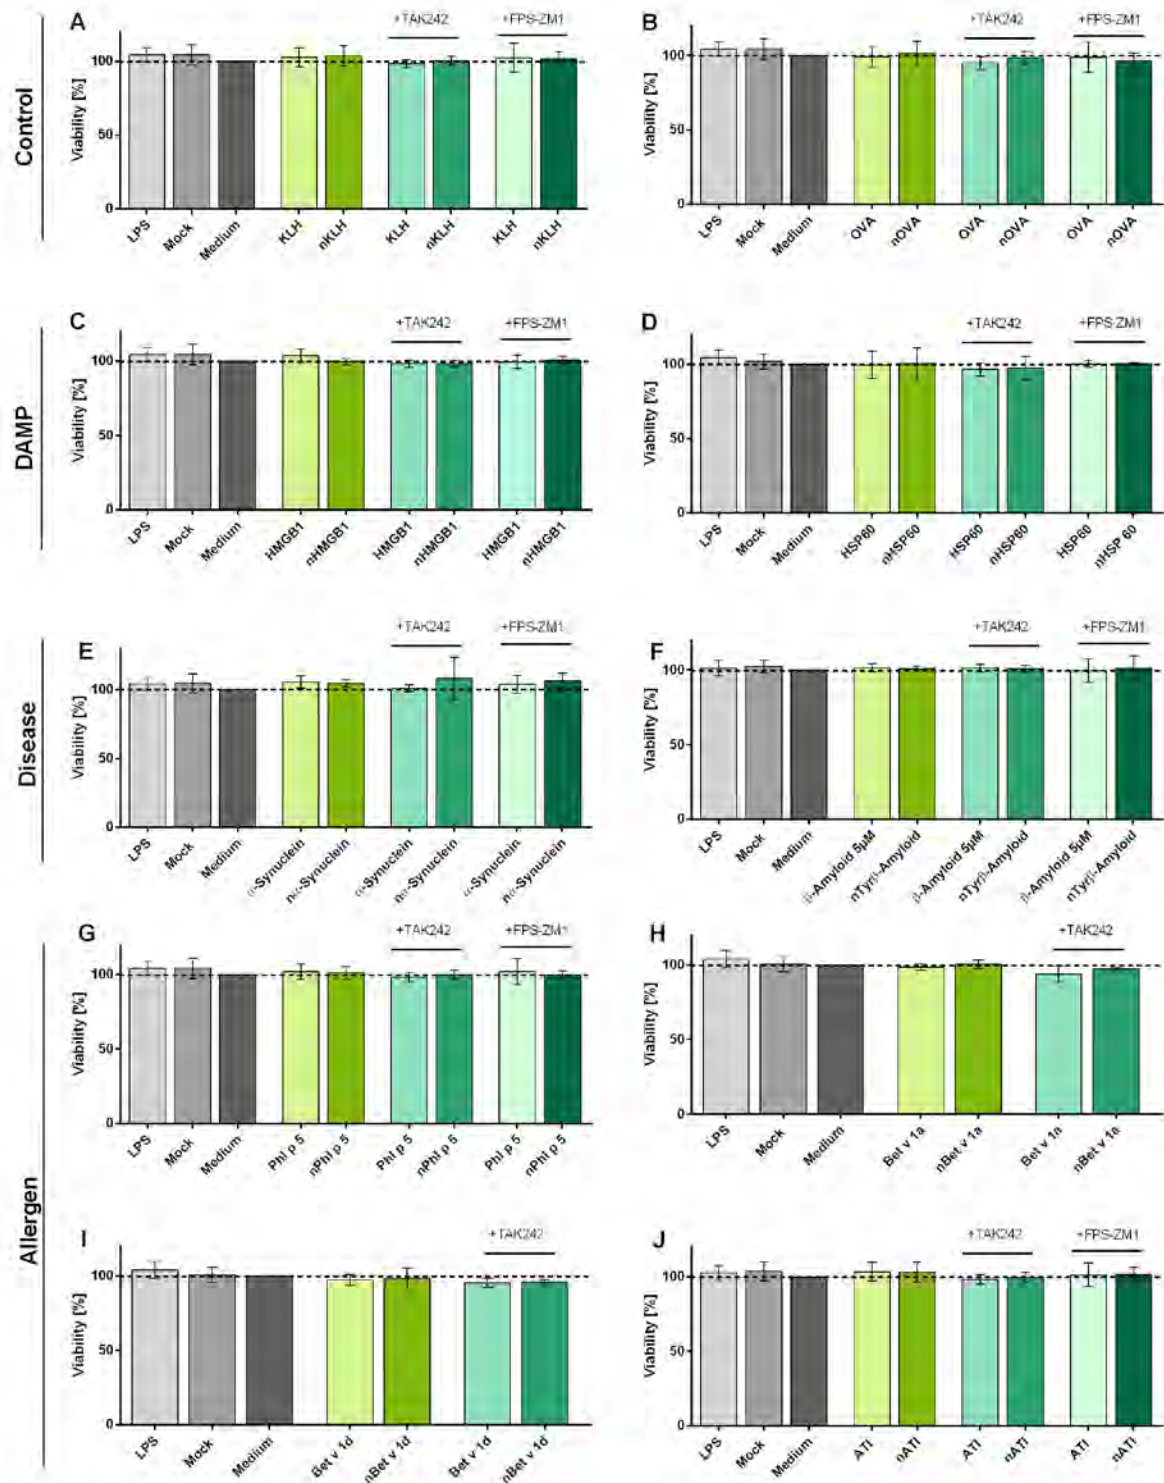 Control
A
+TAK242 +FPS-ZM1
Viability [%]
100
50
0
LPS Mock Medium KLH nKLH KLH nKLH KLH nKLH
B
+TAK242 +FPS-ZM1
Viability [%]
100
50
0
LPS Mock Medium OVA nOVA OVA nOVA OVA nOVA
DAMP
C
+TAK242 +FPS-ZM1
Viability [%]
100
50
0
LPS Mock Medium HMGB1 nHMGB1 HMGB1 nHMGB1 HMGB1 nHMGB1
D
+TAK242 +FPS-ZM1
Viability [%]
100
50
0
LPS Mock Medium HSP60 nHSP60 HSP60 nHSP60 HSP60 nHSP 60
Disease
E
+TAK242 +FPS-ZM1
Viability [%]
100
50
0
LPS Mock Medium α-Synuclein nα-Synuclein α-Synuclein nα-Synuclein α-Synuclein nα-Synuclein
F
+TAK242 +FPS-ZM1
Viability [%]
100
50
0
LPS Mock Medium β-Amyloid 5µM nTyrβ-Amyloid β-Amyloid 5µM nTyrβ-Amyloid β-Amyloid 5µM nTyrβ-Amyloid
Allergen
G
+TAK242 +FPS-ZM1
Viability [%]
100
50
0
LPS Mock Medium Phl p 5 nPhl p 5 Phl p 5 nPhl p 5 Phl p 5 nPhl p 5
H
+TAK242
Viability [%]
100
50
0
LPS Mock Medium Bet v 1a nBet v 1a Bet v 1a nBet v 1a
I
+TAK242
Viability [%]
100
50
0
LPS Mock Medium Bet v 1d nBet v 1d Bet v 1d nBet v 1d
J
+TAK242 +FPS-ZM1
Viability [%]
100
50
0
LPS Mock Medium ATI nATI ATI nATI ATI nATI